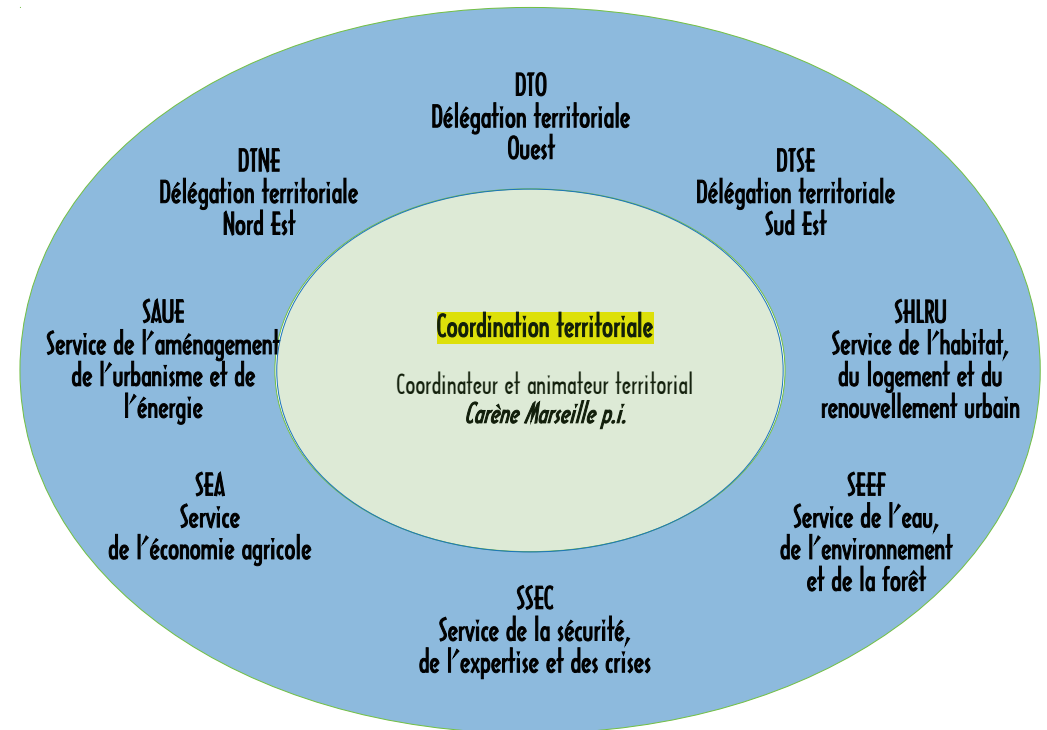 DTO
Délégation territoriale
Ouest
DTNE
Délégation territoriale
Nord Est
DTSE
Délégation territoriale
Sud Est
SAUE
Service de l'aménagement
de l'urbanisme et de
l'énergie
Coordination territoriale
Coordinateur et animateur territorial
Carène Marseille p.i.
SHLRU
Service de l'habitat,
du logement et du
renouvellement urbain
SEA
Service
de l'économie agricole
SEEF
Service de l'eau,
de l'environnement
et de la forêt
SSEC
Service de la sécurité,
de l'expertise et des crises